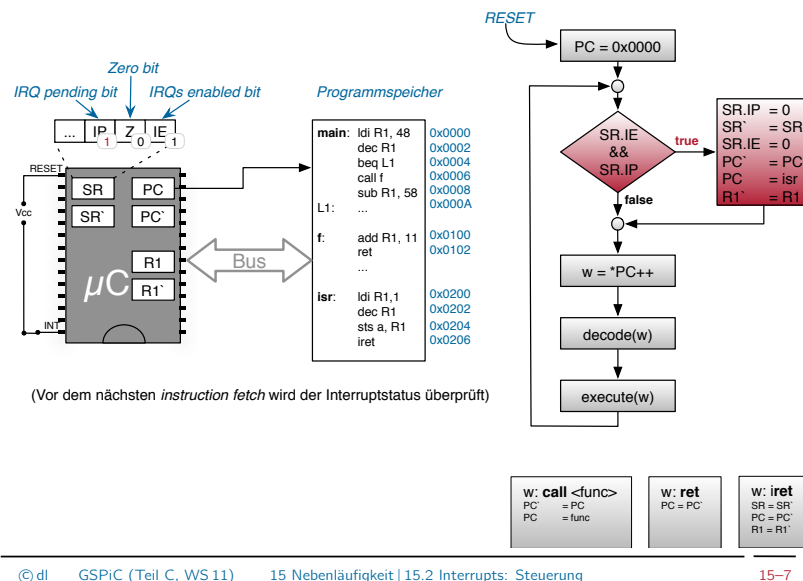 RESET
PC = 0x0000
Zero bit
IRQ pending bit
IRQs enabled bit
Programmspeicher
... IP Z IE
1 0 1
RESET
SR PC
Vcc
SR` PC`
R1
µC
R1`
INT
Bus
main: ldi R1, 48 0x0000
dec R1 0x0002
beq L1 0x0004
call f 0x0006
sub R1, 58 0x0008
L1: ... 0x000A
f: add R1, 11 0x0100
ret 0x0102
...
isr: ldi R1,1 0x0200
dec R1 0x0202
sts a, R1 0x0204
iret 0x0206
SR.IE
&&
SR.IP
true
false
SR.IP = 0
SR` = SR
SR.IE = 0
PC` = PC
PC = isr
R1` = R1
w = *PC++
decode(w)
execute(w)
(Vor dem nächsten instruction fetch wird der Interruptstatus überprüft)
w: call <func>
PC` = PC
PC = func
w: ret
PC = PC`
w: iret
SR = SR`
PC = PC`
R1 = R1`
© dl GSPiC (Teil C, WS 11) 15 Nebenläufigkeit | 15.2 Interrupts: Steuerung 15–7